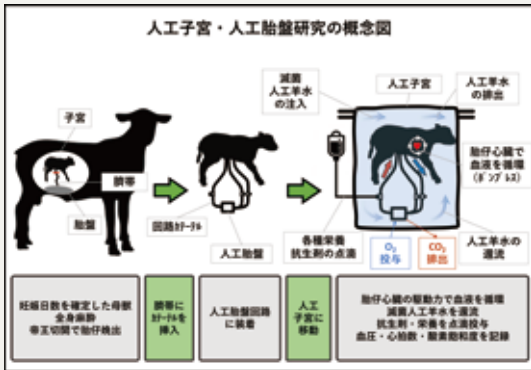 人工子宮・人工胎盤研究の概念図
子宮
臍帯
胎盤
回路ｶﾃｰﾃﾙ
人工胎盤
滅菌
人工羊水
の注入
人工子宮
人工羊水
の排出
胎仔心臓で
血液を循環
(ﾎﾟﾝﾌﾟﾚｽ)
各種栄養
抗生剤の点滴
O₂
投与
CO₂
排出
人工羊水の
還流
妊娠日数を確定した母獣
全身麻酔
帝王切開で胎仔娩出
臍帯に
ｶﾃｰﾃﾙを
挿入
人工胎盤回路
に装着
人工
子宮に
移動
胎仔心臓の駆動力で血液を循環
滅菌人工羊水を還流
抗生剤・栄養を点滴投与
血圧・心拍数・酸素飽和度を記録